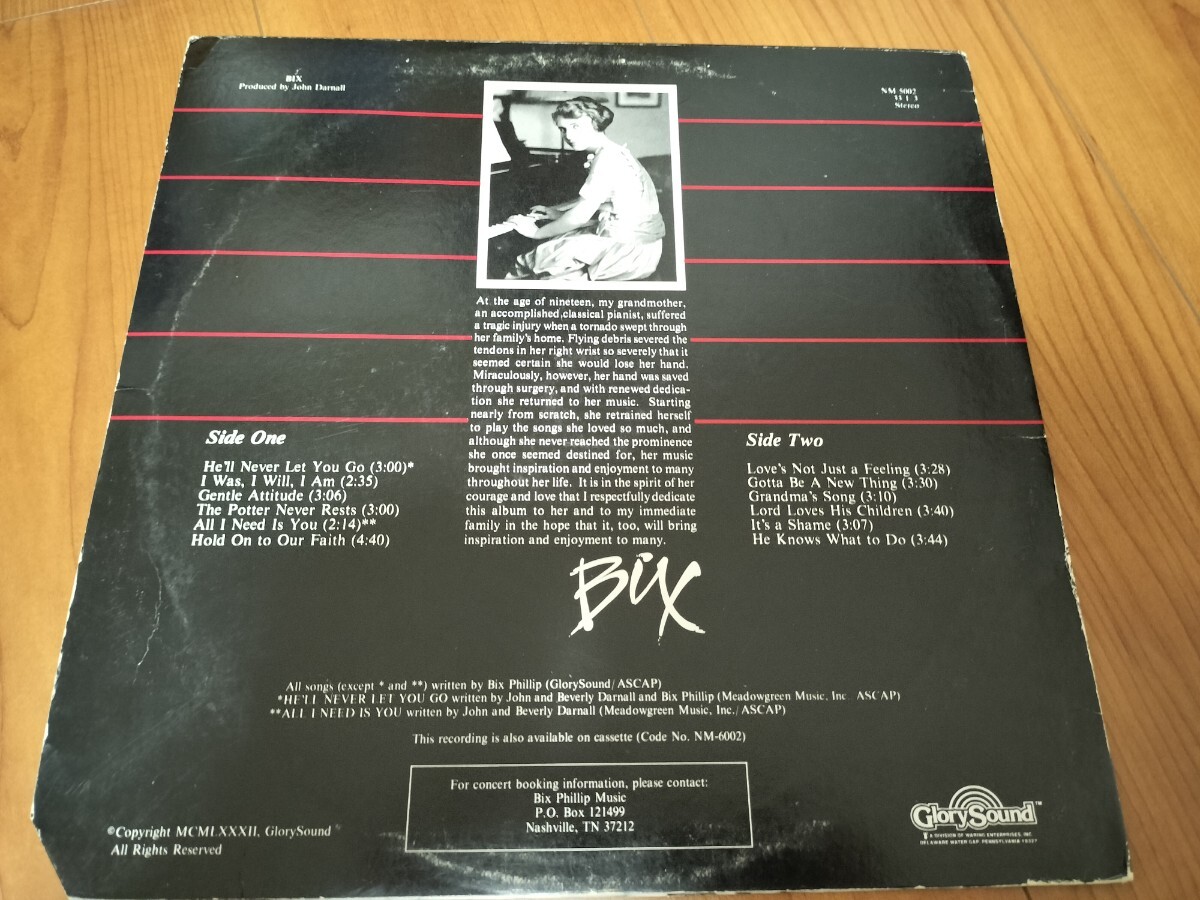 BIX
Produced by John Darnall
NM 5002
33 1 3
Stereo
At the age of nineteen, my grandmother,
an accomplished, classical pianist, suffered
a tragic injury when a tornado swept through
her family's home. Flying debris severed the
tendons in her right wrist so severely that it
seemed certain she would lose her hand.
Miraculously, however, her hand was saved
through surgery, and with renewed dedica-
tion she returned to her music. Starting
nearly from scratch, she retrained herself
to play the songs she loved so much, and
although she never reached the prominence
she once seemed destined for, her music
brought inspiration and enjoyment to many
throughout her life. It is in the spirit of her
courage and love that I respectfully dedicate
this album to her and to my immediate
family in the hope that it, too, will bring
inspiration and enjoyment to many.
Bix
Side One
He'll Never Let You Go (3:00)*
I Was, I Will, I Am (2:35)
Gentle Attitude (3:06)
The Potter Never Rests (3:00)
All I Need Is You (2:14)**
Hold On to Our Faith (4:40)
Side Two
Love's Not Just a Feeling (3:28)
Gotta Be A New Thing (3:30)
Grandma's Song (3:10)
Lord Loves His Children (3:40)
It's a Shame (3:07)
He Knows What to Do (3:44)
All songs (except * and **) written by Bix Phillip (GlorySound/ASCAP)
*HE'LL NEVER LET YOU GO written by John and Beverly Darnall and Bix Phillip (Meadowgreen Music, Inc. ASCAP)
**ALL I NEED IS YOU written by John and Beverly Darnall (Meadowgreen Music, Inc./ASCAP)
This recording is also available on cassette (Code No. NM-6002)
For concert booking information, please contact:
Bix Phillip Music
P.O. Box 121499
Nashville, TN 37212
©Copyright MCMLXXXII, GlorySound
All Rights Reserved
GlorySound™
A DIVISION OF WARING ENTERPRISES, INC.
DELAWARE WATER GAP, PENNSYLVANIA 18327